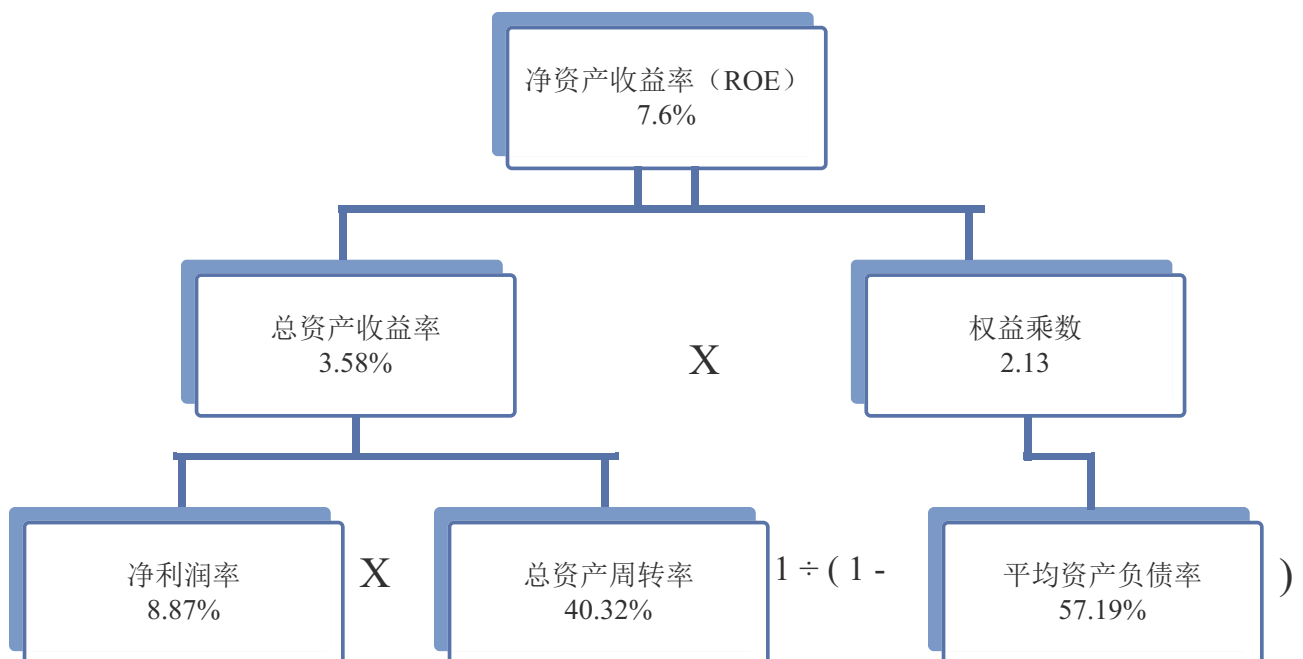 净资产收益率（ROE）
7.6%
总资产收益率
3.58%
X
权益乘数
2.13
净利润率
8.87%
X
总资产周转率
40.32%
1 ÷ ( 1 -
平均资产负债率
57.19%
)